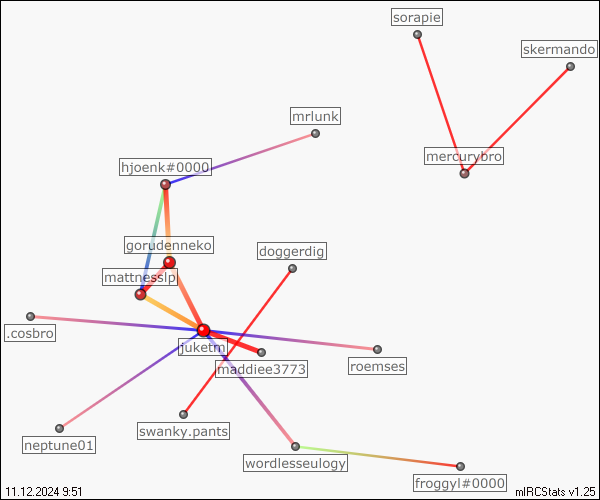 sorapie
skermando
mrlunk
mercurybro
hjoenk#0000
gorudenneko
doggerdig
mattnesslp
.cosbro
juketm
roemses
maddiee3773
swanky.pants
neptune01
wordlesseulogy
froggyl#0000
11.12.2024 9:51
mIRCStats v1.25